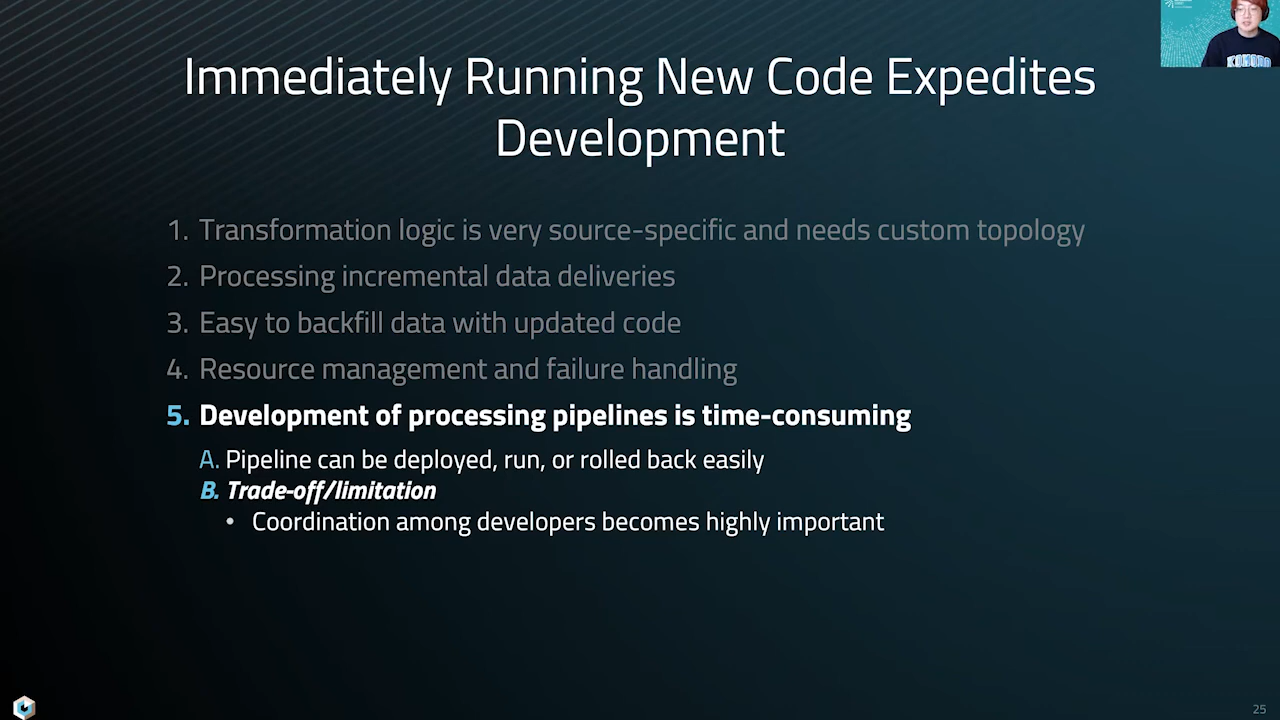 Immediately Running New Code Expedites
Development
1. Transformation logic is very source-specific and needs custom topology
2. Processing incremental data deliveries
3. Easy to backfill data with updated code
4. Resource management and failure handling
5. Development of processing pipelines is time-consuming
A. Pipeline can be deployed, run, or rolled back easily
B. Trade-off/limitation
• Coordination among developers becomes highly important
25